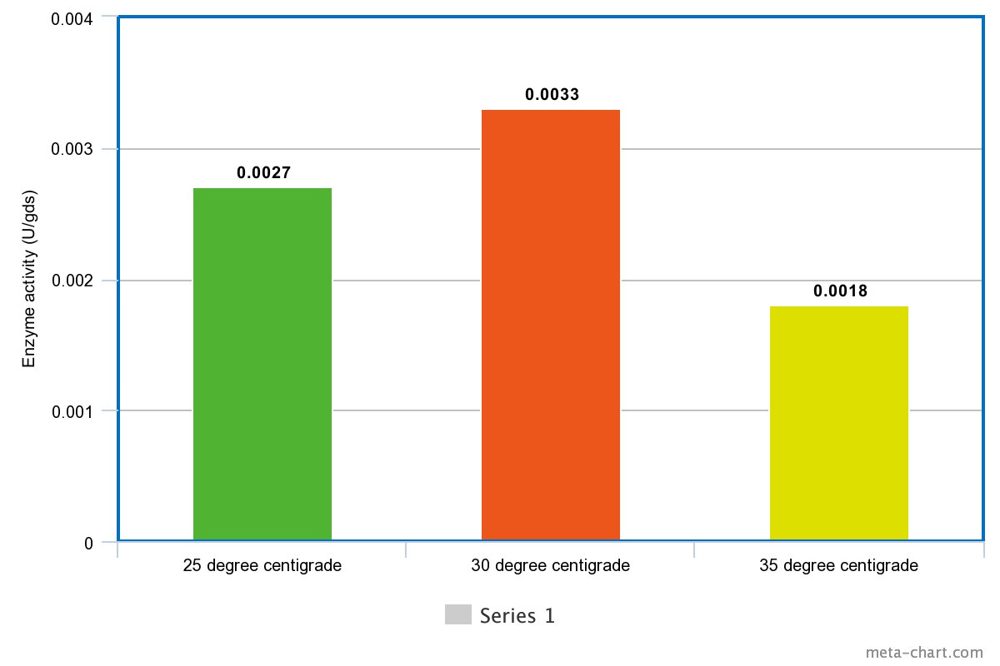 0.004
0.003
0.002
0.001
0
Enzyme activity (U/gds)
0.0027
0.0033
0.0018
25 degree centigrade
30 degree centigrade
35 degree centigrade
Series 1
meta-chart.com